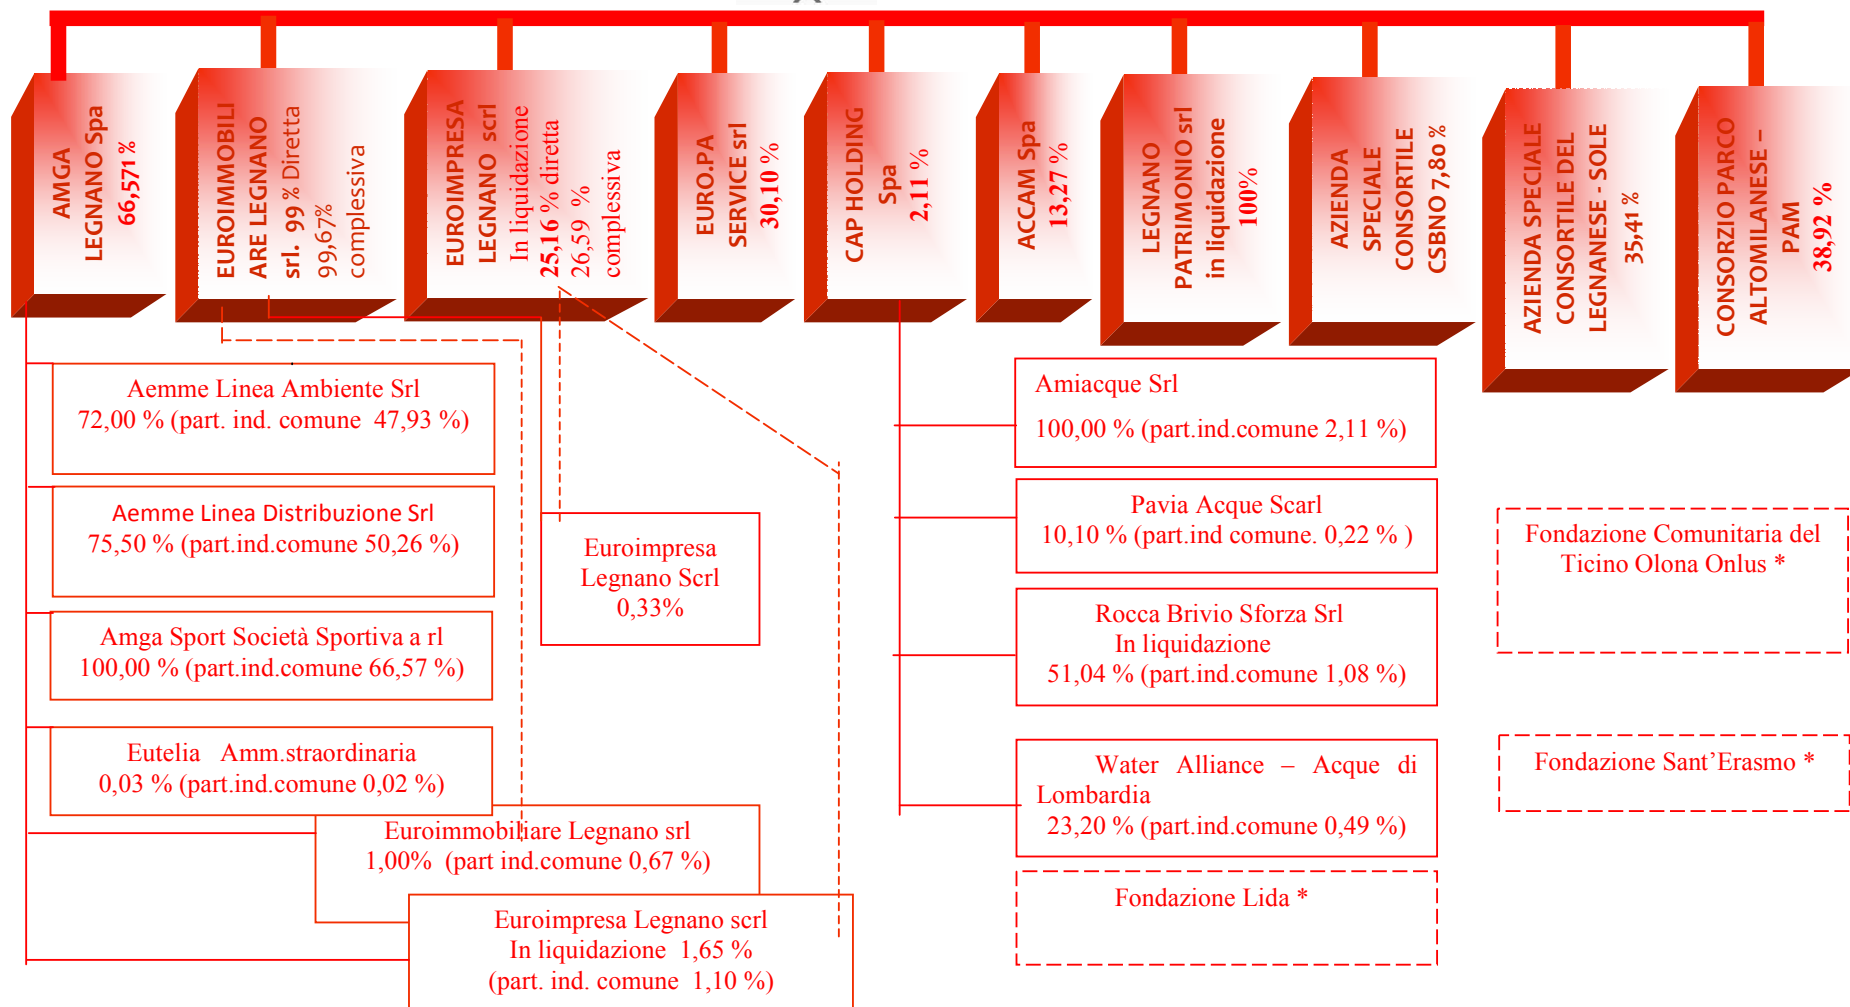 AMGA
LEGNANO Spa
66,571%
EUROIMMOBILI
ARE LEGNANO
srl. 99% Diretta
99,67%
complessiva
EUROIMPRESA
LEGNANO scrl
In liquidazione
25,16 % diretta
26,59 %
complessiva
EURO.PA
SERVICE srl
30,10 %
CAP HOLDING
Spa
2,11 %
ACCAM Spa
13,27 %
LEGNANO
PATRIMONIO srl
in liquidazione
100%
AZIENDA
SPECIALE
CONSORTILE
CSBNO 7,80%
AZIENDA SPECIALE
CONSORTILE DEL
LEGNANESE - SOLE
35,41 %
CONSORZIO PARCO
ALTOMILANESE –
PAM
38,92 %
Aemme Linea Ambiente Srl
72,00 % (part. ind. comune 47,93 %)
Aemme Linea Distribuzione Srl
75,50 % (part.ind.comune 50,26 %)
Amga Sport Società Sportiva a rl
100,00 % (part.ind.comune 66,57 %)
Eutelia Amm.straordinaria
0,03 % (part.ind.comune 0,02 %)
Euroimmobiliare Legnano srl
1,00% (part ind.comune 0,67 %)
Euroimpresa Legnano scrl
In liquidazione 1,65 %
(part. ind. comune 1,10 %)
Euroimpresa
Legnano Scrl
0,33%
Amiacque Srl
100,00 % (part.ind.comune 2,11 %)
Pavia Acque Scarl
10,10 % (part.ind comune. 0,22 % )
Rocca Brivio Sforza Srl
In liquidazione
51,04 % (part.ind.comune 1,08 %)
Water Alliance – Acque di
Lombardia
23,20 % (part.ind.comune 0,49 %)
Fondazione Lida *
Fondazione Comunitaria del
Ticino Olona Onlus *
Fondazione Sant’Erasmo *